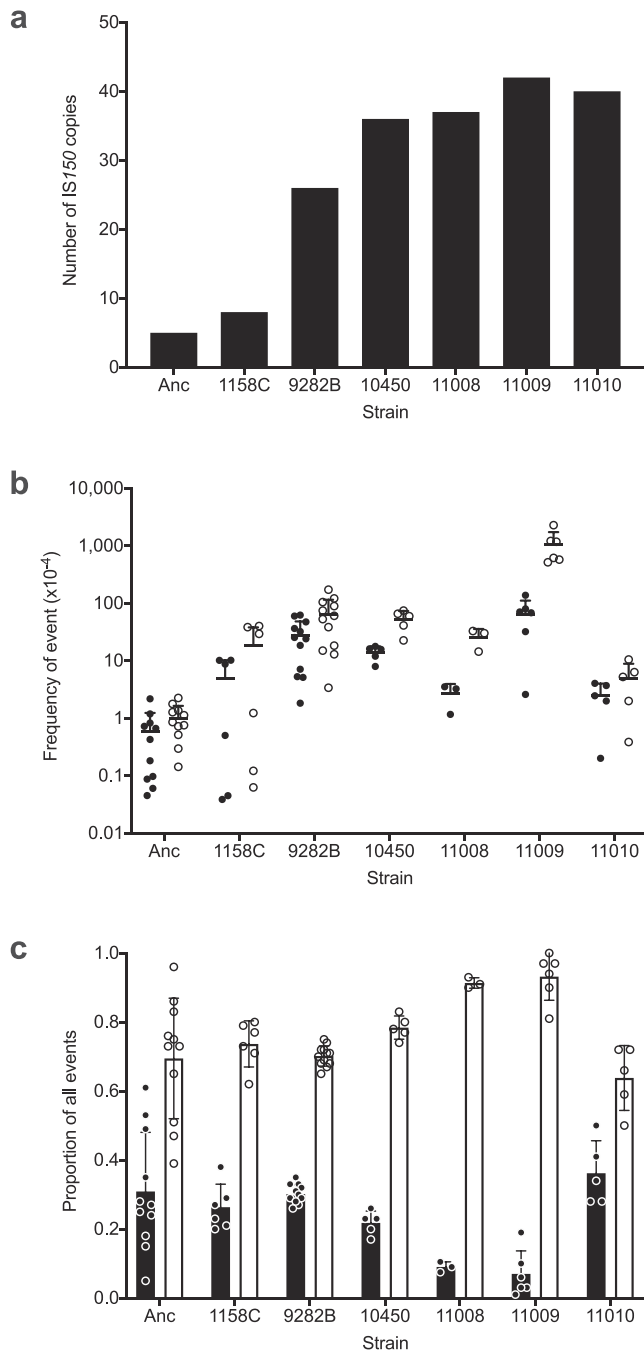 a
50
40
30
20
10
0
Number of IS150 copies
Anc 1158C 9282B 10450 11008 11009 11010
Strain
b
10,000
1,000
100
10
1
0.1
0.01
Frequency of event (x10-4)
Anc 1158C 9282B 10450 11008 11009 11010
Strain
c
1.0
0.8
0.6
0.4
0.2
0.0
Proportion of all events
Anc 1158C 9282B 10450 11008 11009 11010
Strain